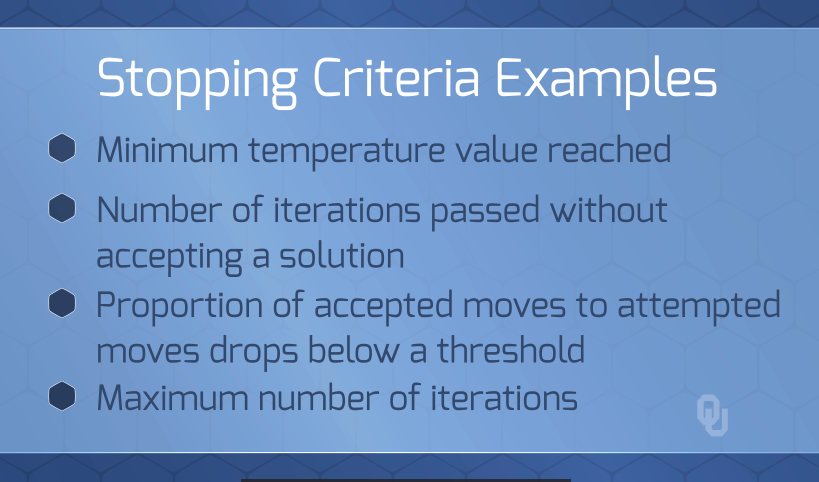 Stopping Criteria Examples
Minimum temperature value reached
Number of iterations passed without
accepting a solution
Proportion of accepted moves to attempted
moves drops below a threshold
Maximum number of iterations
OU